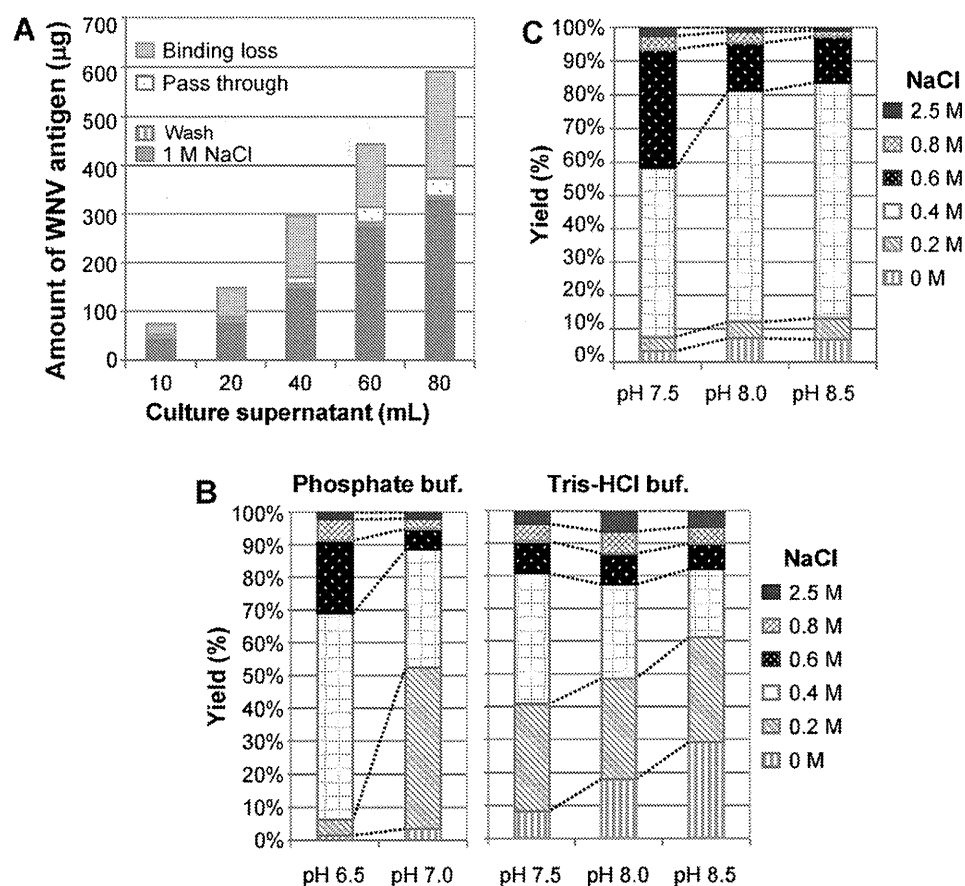 A
Amount of WNV antigen (µg)
700
600
500
400
300
200
100
0
Binding loss
Pass through
Wash
1 M NaCl
10 20 40 60 80
Culture supernatant (mL)
C
Yield (%)
100%
90%
80%
70%
60%
50%
40%
30%
20%
10%
0%
pH 7.5 pH 8.0 pH 8.5
NaCl
2.5 M
0.8 M
0.6 M
0.4 M
0.2 M
0 M
B
Phosphate buf. Tris-HCl buf.
Yield (%)
100%
90%
80%
70%
60%
50%
40%
30%
20%
10%
0%
pH 6.5 pH 7.0 pH 7.5 pH 8.0 pH 8.5
NaCl
2.5 M
0.8 M
0.6 M
0.4 M
0.2 M
0 M